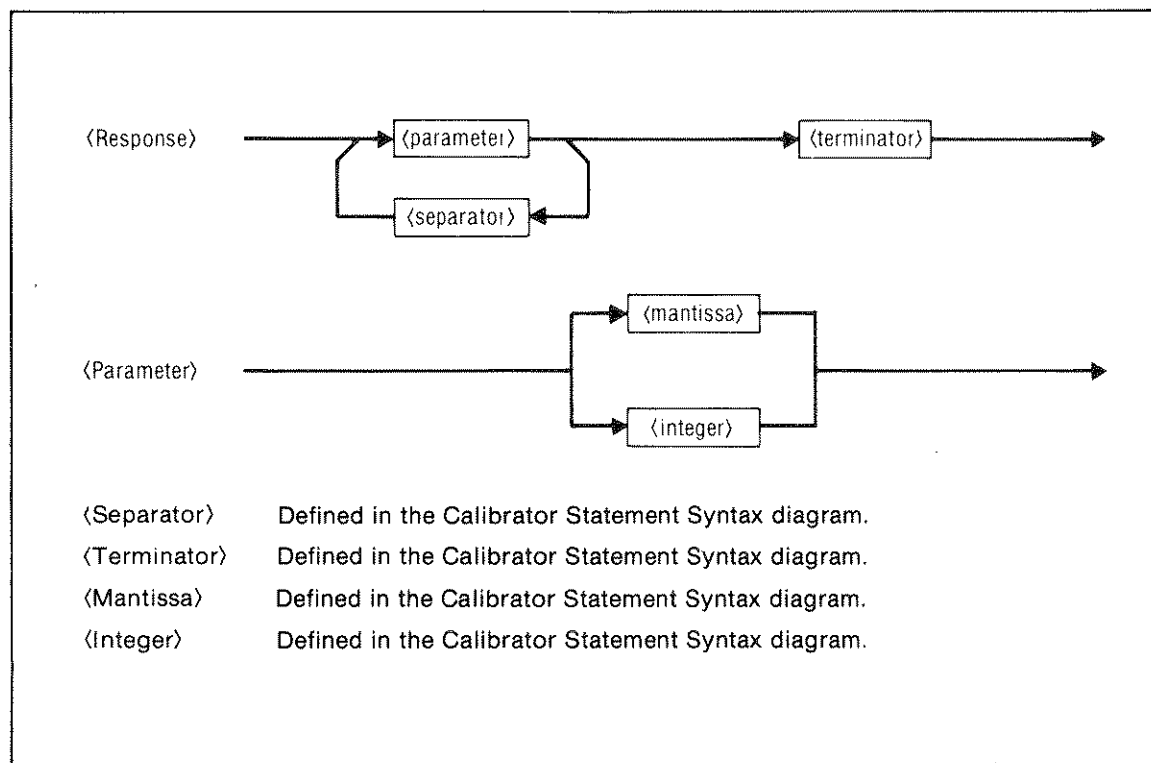 ⟨Response⟩ ⟨parameter⟩ ⟨terminator⟩
⟨separator⟩
⟨mantissa⟩
⟨Parameter⟩
⟨integer⟩
⟨Separator⟩ Defined in the Calibrator Statement Syntax diagram.
⟨Terminator⟩ Defined in the Calibrator Statement Syntax diagram.
⟨Mantissa⟩ Defined in the Calibrator Statement Syntax diagram.
⟨Integer⟩ Defined in the Calibrator Statement Syntax diagram.